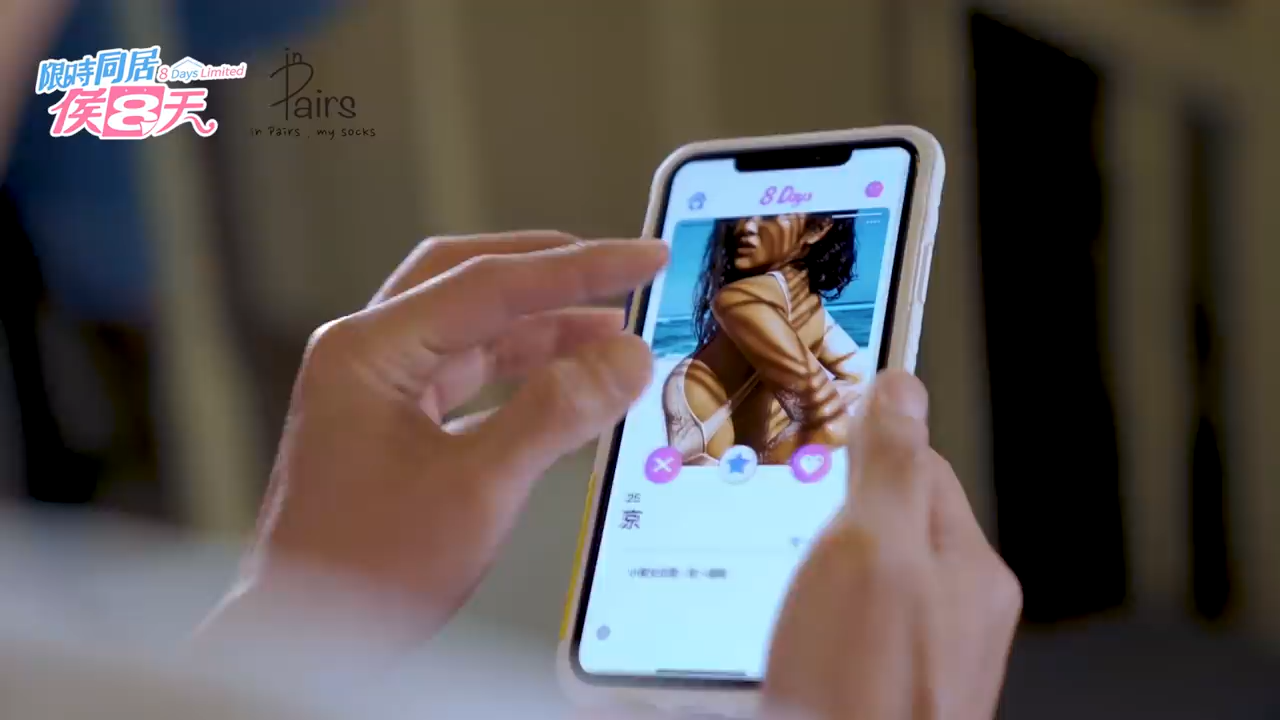 限時同居
8 Days Limited
侯8天
in
Pairs
in Pairs , my socks
8 Days
25
京